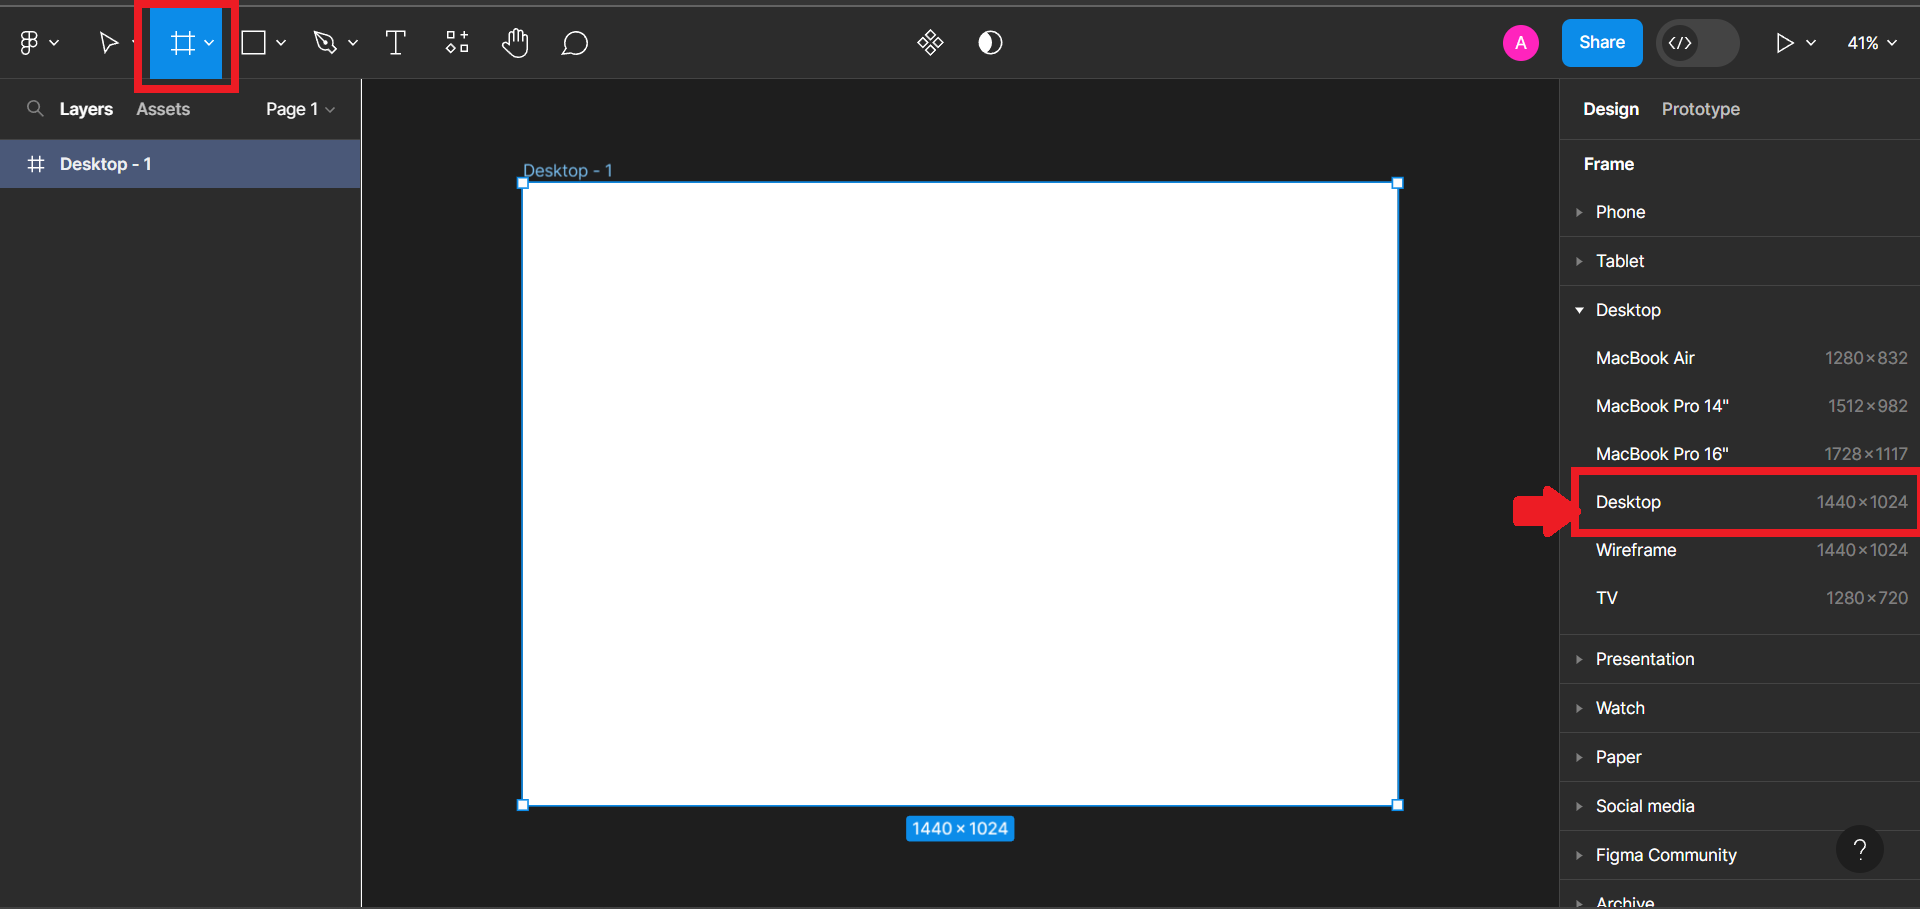 A
Share
</>
41%
Layers
Assets
Page 1
Desktop - 1
Desktop - 1
1440 × 1024
Design
Prototype
Frame
Phone
Tablet
Desktop
MacBook Air 1280×832
MacBook Pro 14" 1512×982
MacBook Pro 16" 1728×1117
Desktop 1440×1024
Wireframe 1440×1024
TV 1280×720
Presentation
Watch
Paper
Social media
Figma Community
?
Archive